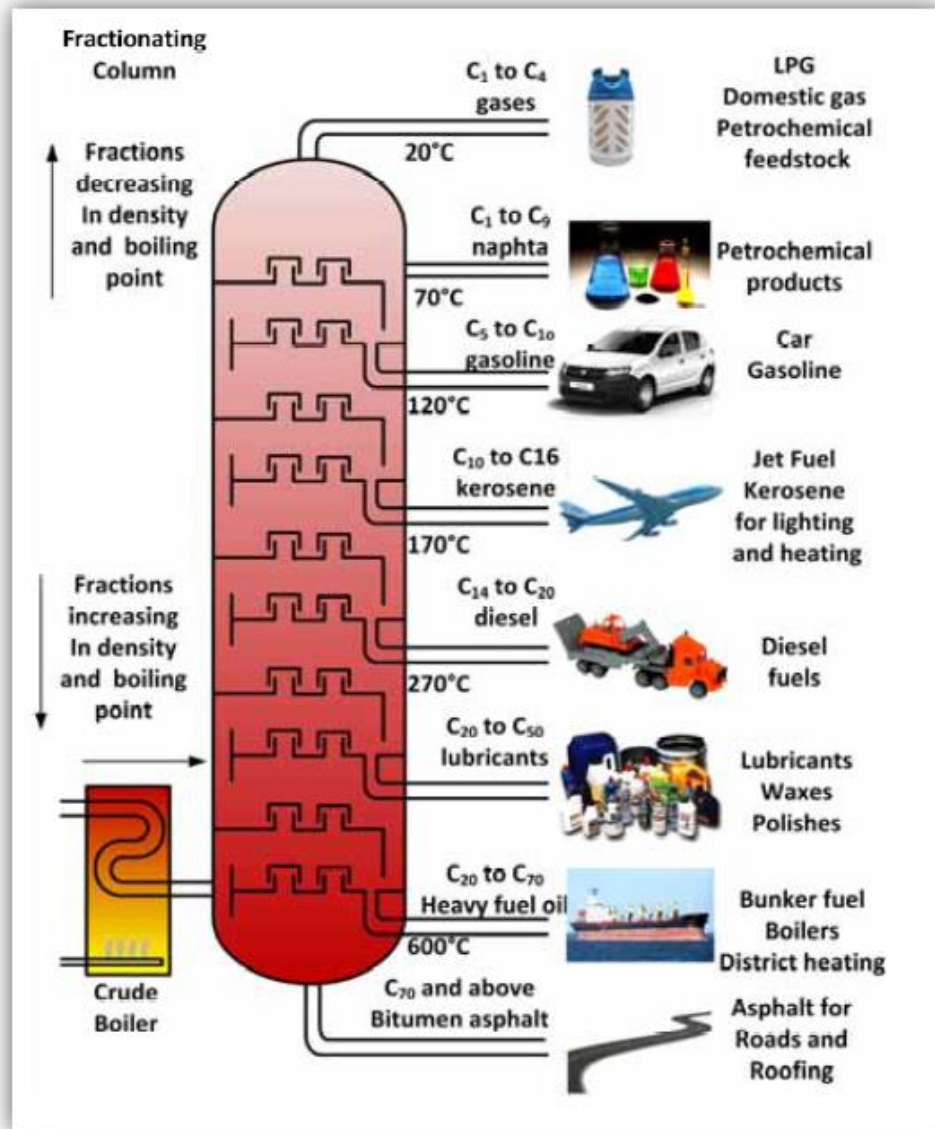 Fractionating
Column
Fractions
decreasing
In density
and boiling
point
C₁ to C₄
gases
20°C
LPG
Domestic gas
Petrochemical
feedstock
C₁ to C₉
naphta
70°C
Petrochemical
products
C₅ to C₁₀
gasoline
120°C
Car
Gasoline
C₁₀ to C16
kerosene
170°C
Jet Fuel
Kerosene
for lighting
and heating
Fractions
increasing
In density
and boiling
point
C₁₄ to C₂₀
diesel
270°C
Diesel
fuels
C₂₀ to C₅₀
lubricants
Lubricants
Waxes
Polishes
C₂₀ to C₇₀
Heavy fuel oil
600°C
Bunker fuel
Boilers
District heating
Crude
Boiler
C₇₀ and above
Bitumen asphalt
Asphalt for
Roads and
Roofing